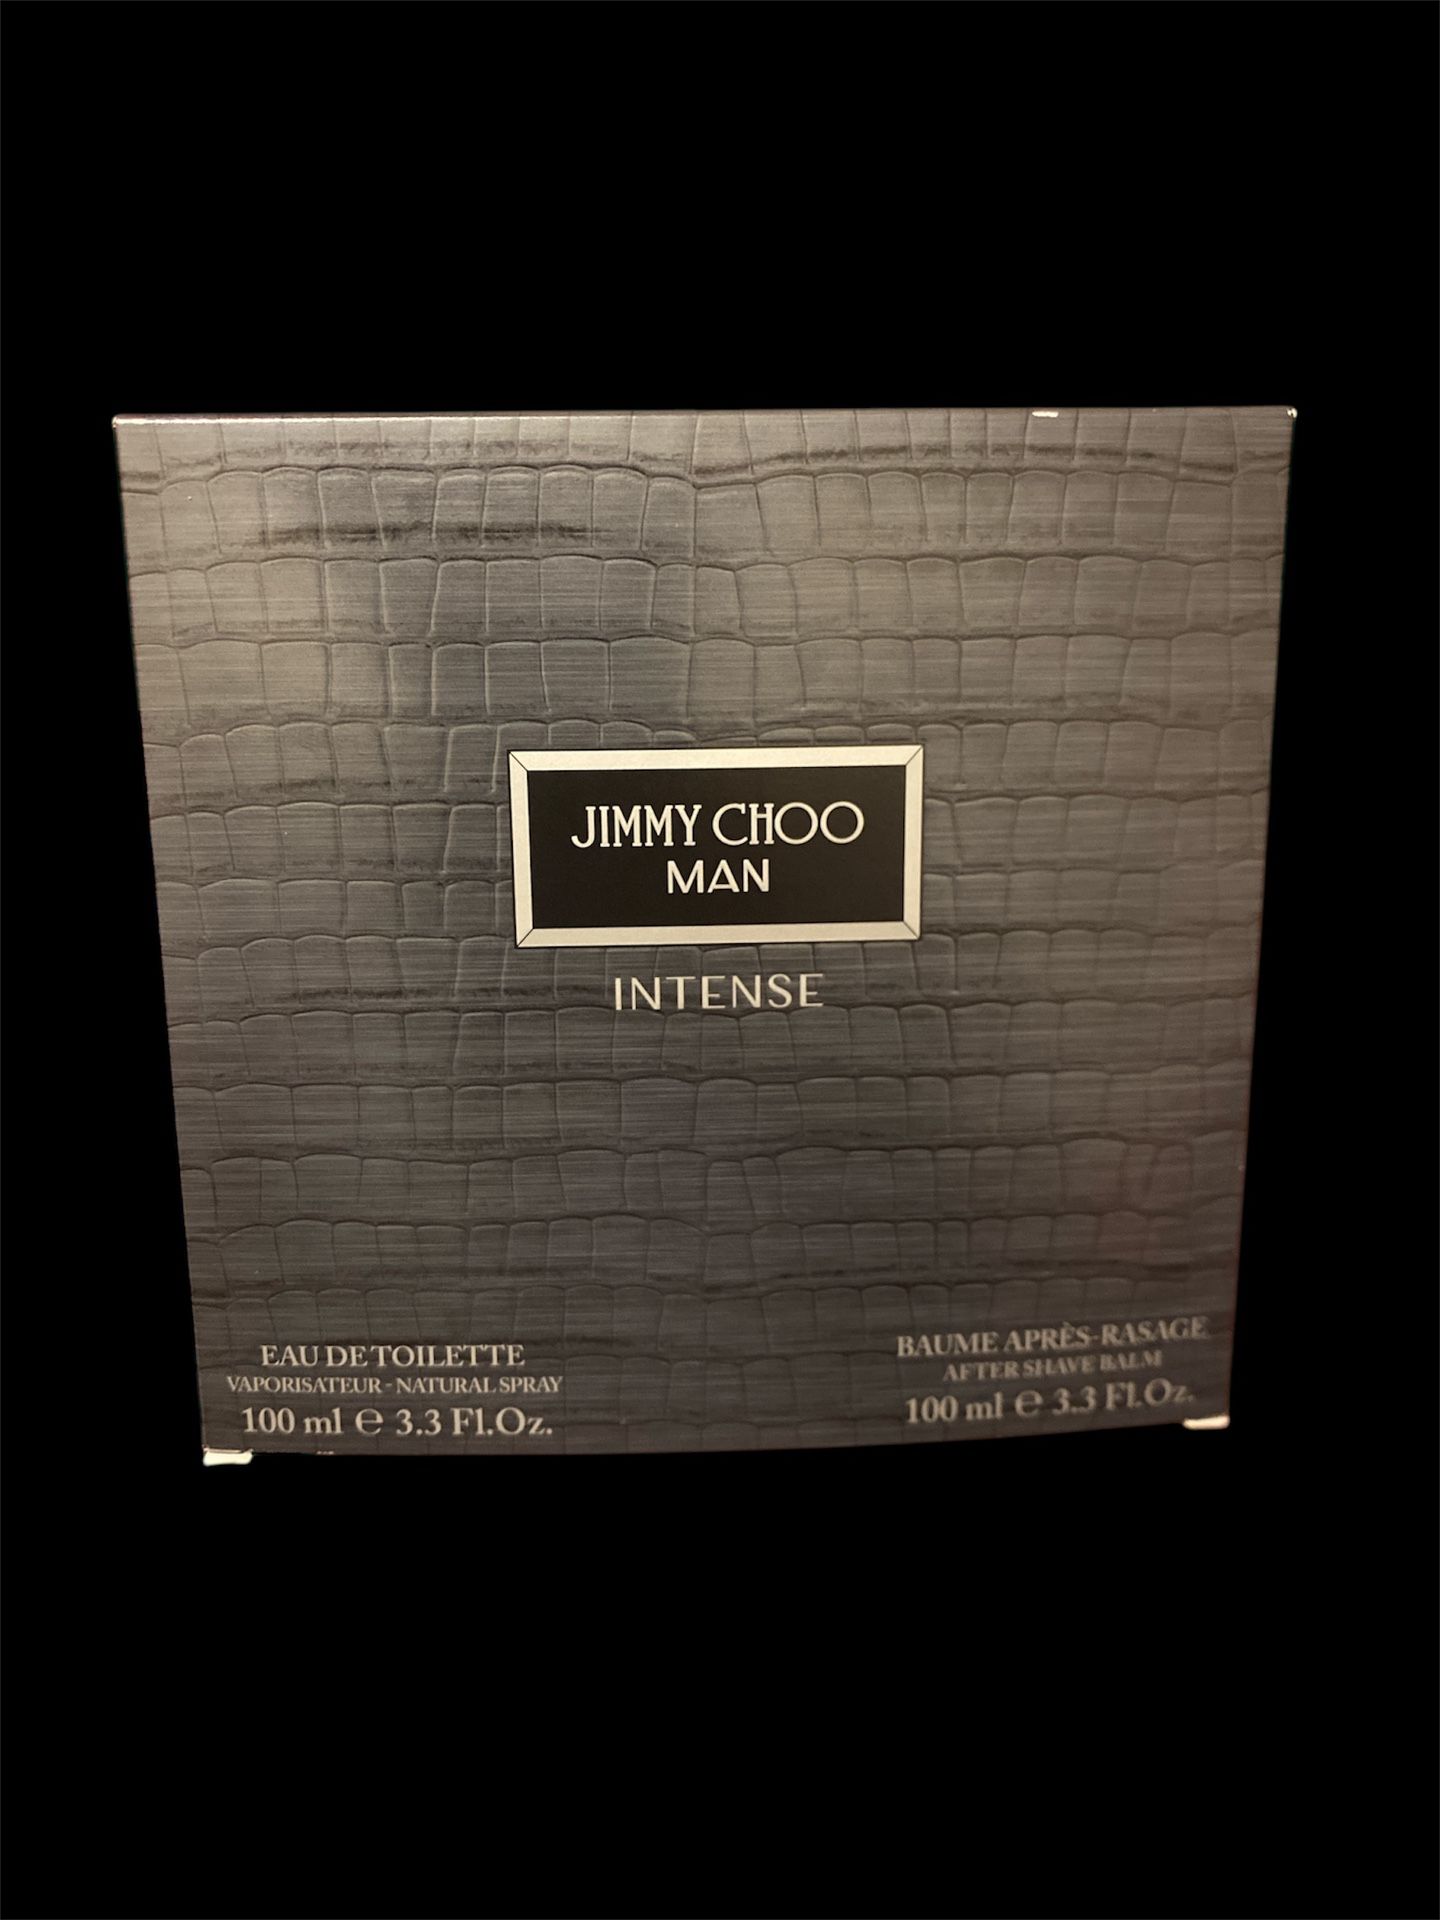 JIMMY CHOO
MAN
INTENSE
EAU DE TOILETTE
VAPORISATEUR - NATURAL SPRAY
100 ml ℮ 3.3 Fl.Oz.
BAUME APRÈS-RASAGE
AFTER SHAVE BALM
100 ml ℮ 3.3 Fl.Oz.